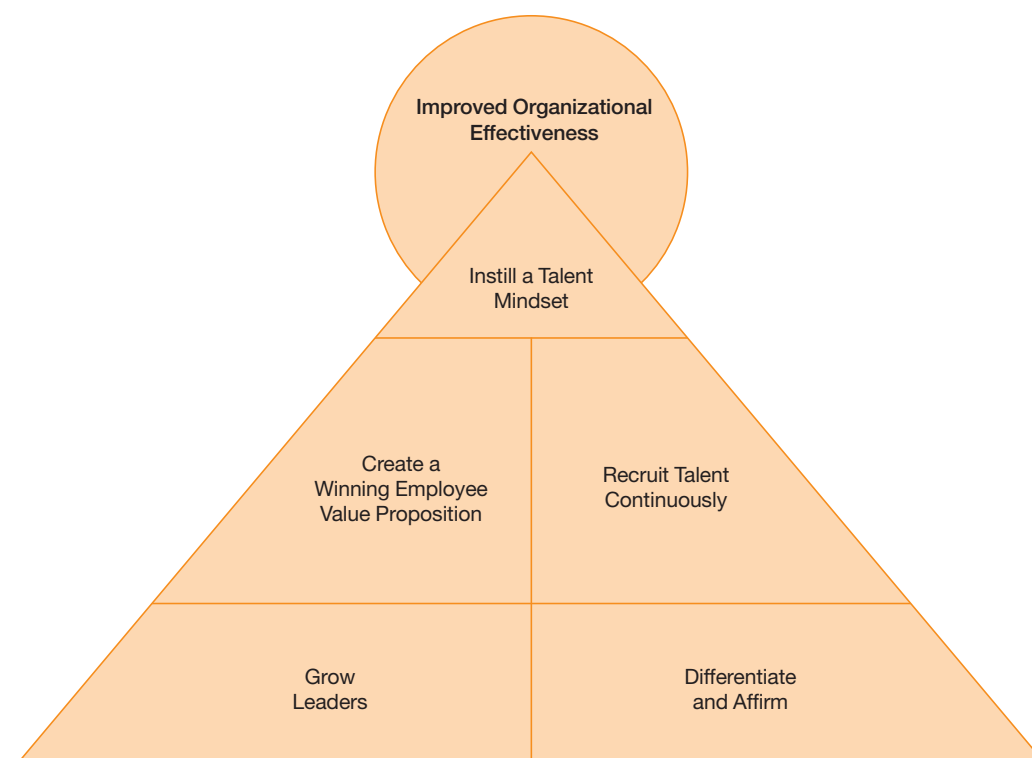 Improved Organizational
Effectiveness
Instill a Talent
Mindset
Create a
Winning Employee
Value Proposition
Recruit Talent
Continuously
Grow
Leaders
Differentiate
and Affirm